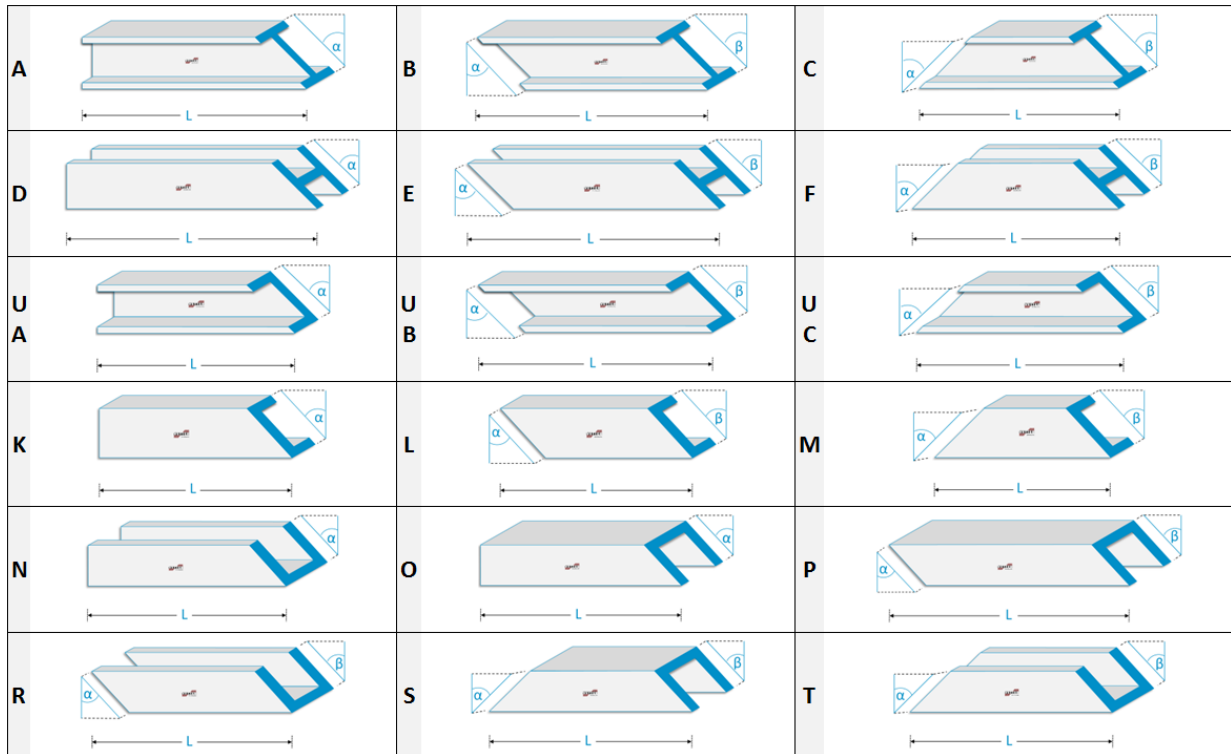 A α L
B α β L
C α β L
D α L
E α β L
F α β L
U A α L
U B α β L
U C α β L
K α L
L α β L
M α β L
N α L
O α L
P α β L
R α β L
S α β L
T α β L